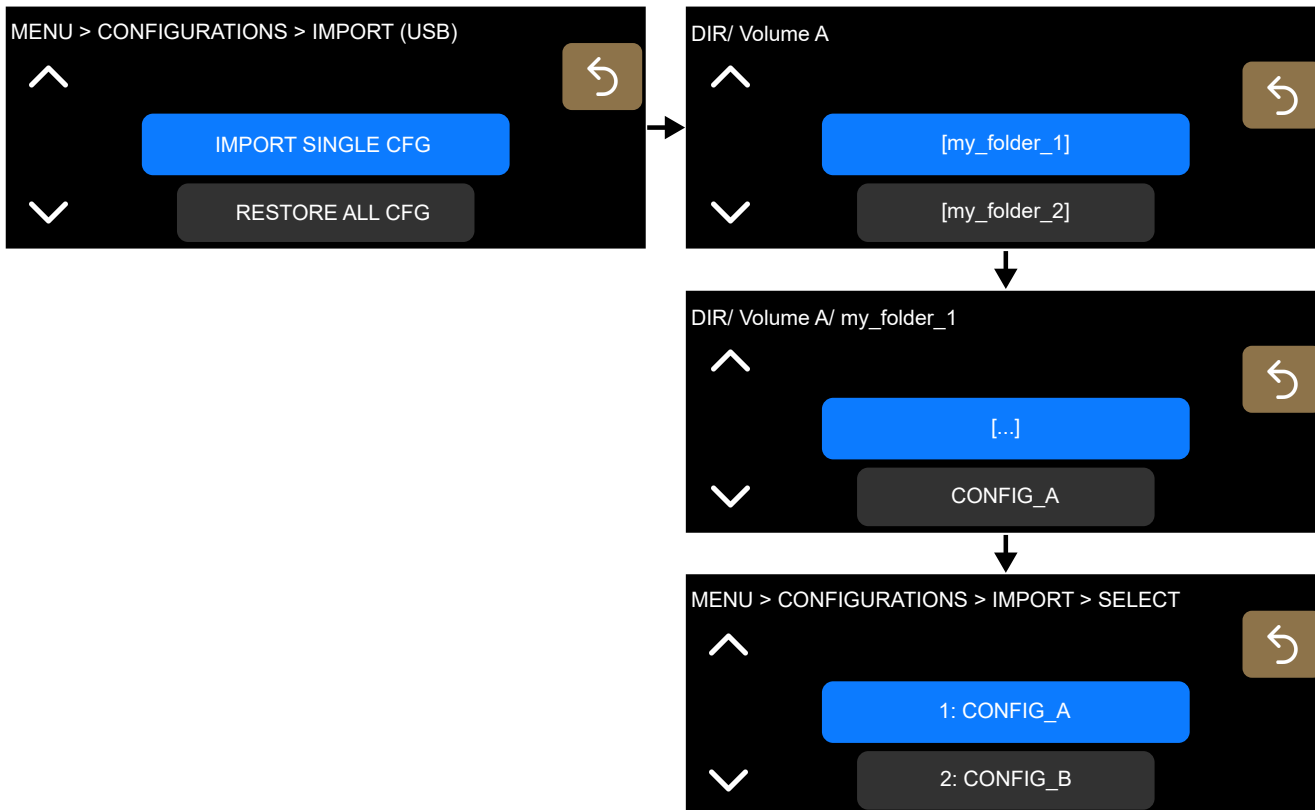 MENU > CONFIGURATIONS > IMPORT (USB)
IMPORT SINGLE CFG
RESTORE ALL CFG
DIR/ Volume A
[my_folder_1]
[my_folder_2]
DIR/ Volume A/ my_folder_1
[...]
CONFIG_A
MENU > CONFIGURATIONS > IMPORT > SELECT
1: CONFIG_A
2: CONFIG_B